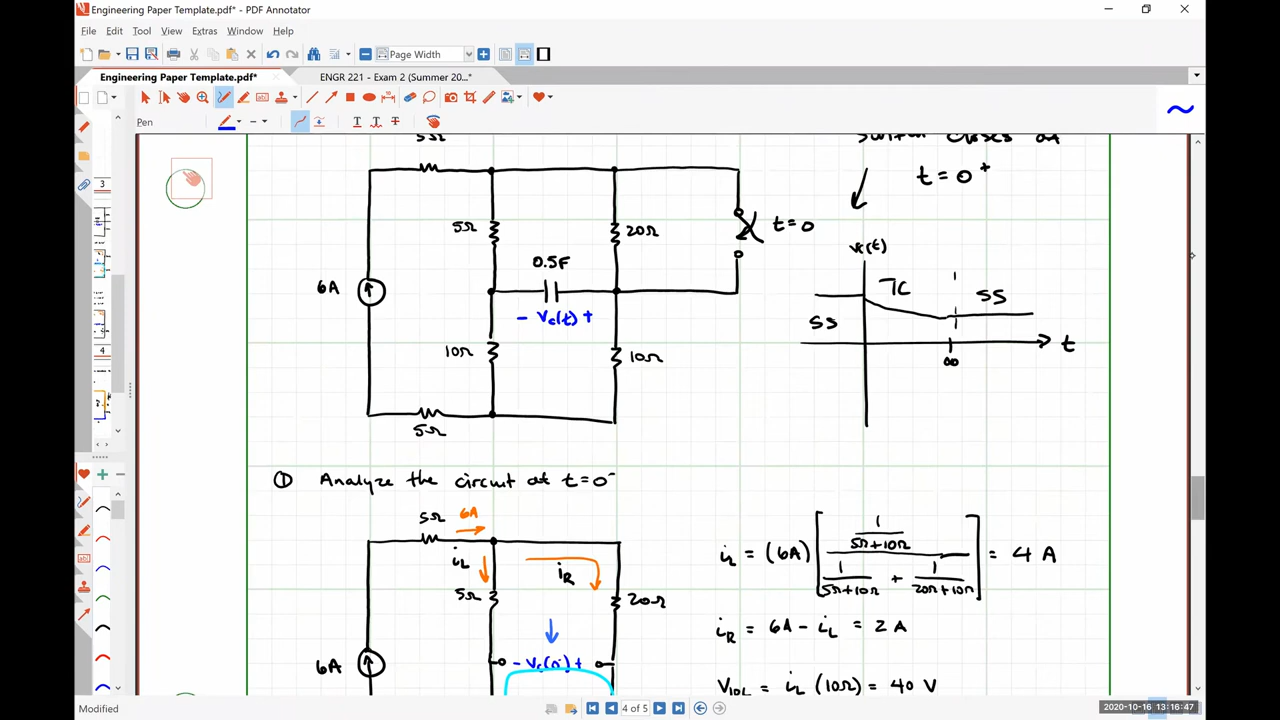 Engineering Paper Template.pdf* - PDF Annotator
File Edit Tool View Extras Window Help
Page Width
Engineering Paper Template.pdf*
ENGR 221 - Exam 2 (Summer 20...*
Pen
t = 0⁺
5Ω
5Ω
20Ω
t=0
Vc(t)
0.5F
6A
TC
SS
- Vc(t) +
SS
t
10Ω
10Ω
∞
5Ω
① Analyze the circuit at t=0⁻
5Ω
6A
iL
iR
5Ω
20Ω
6A
- Vc(0⁻) +
iL = (6A) [ 1/(5Ω+10Ω) / ( 1/(5Ω+10Ω) + 1/(20Ω+10Ω) ) ] = 4 A
iR = 6A - iL = 2 A
V10L = iL (10Ω) = 40 V
3
4
Modified
4 of 5
2020-10-16 13:16:47